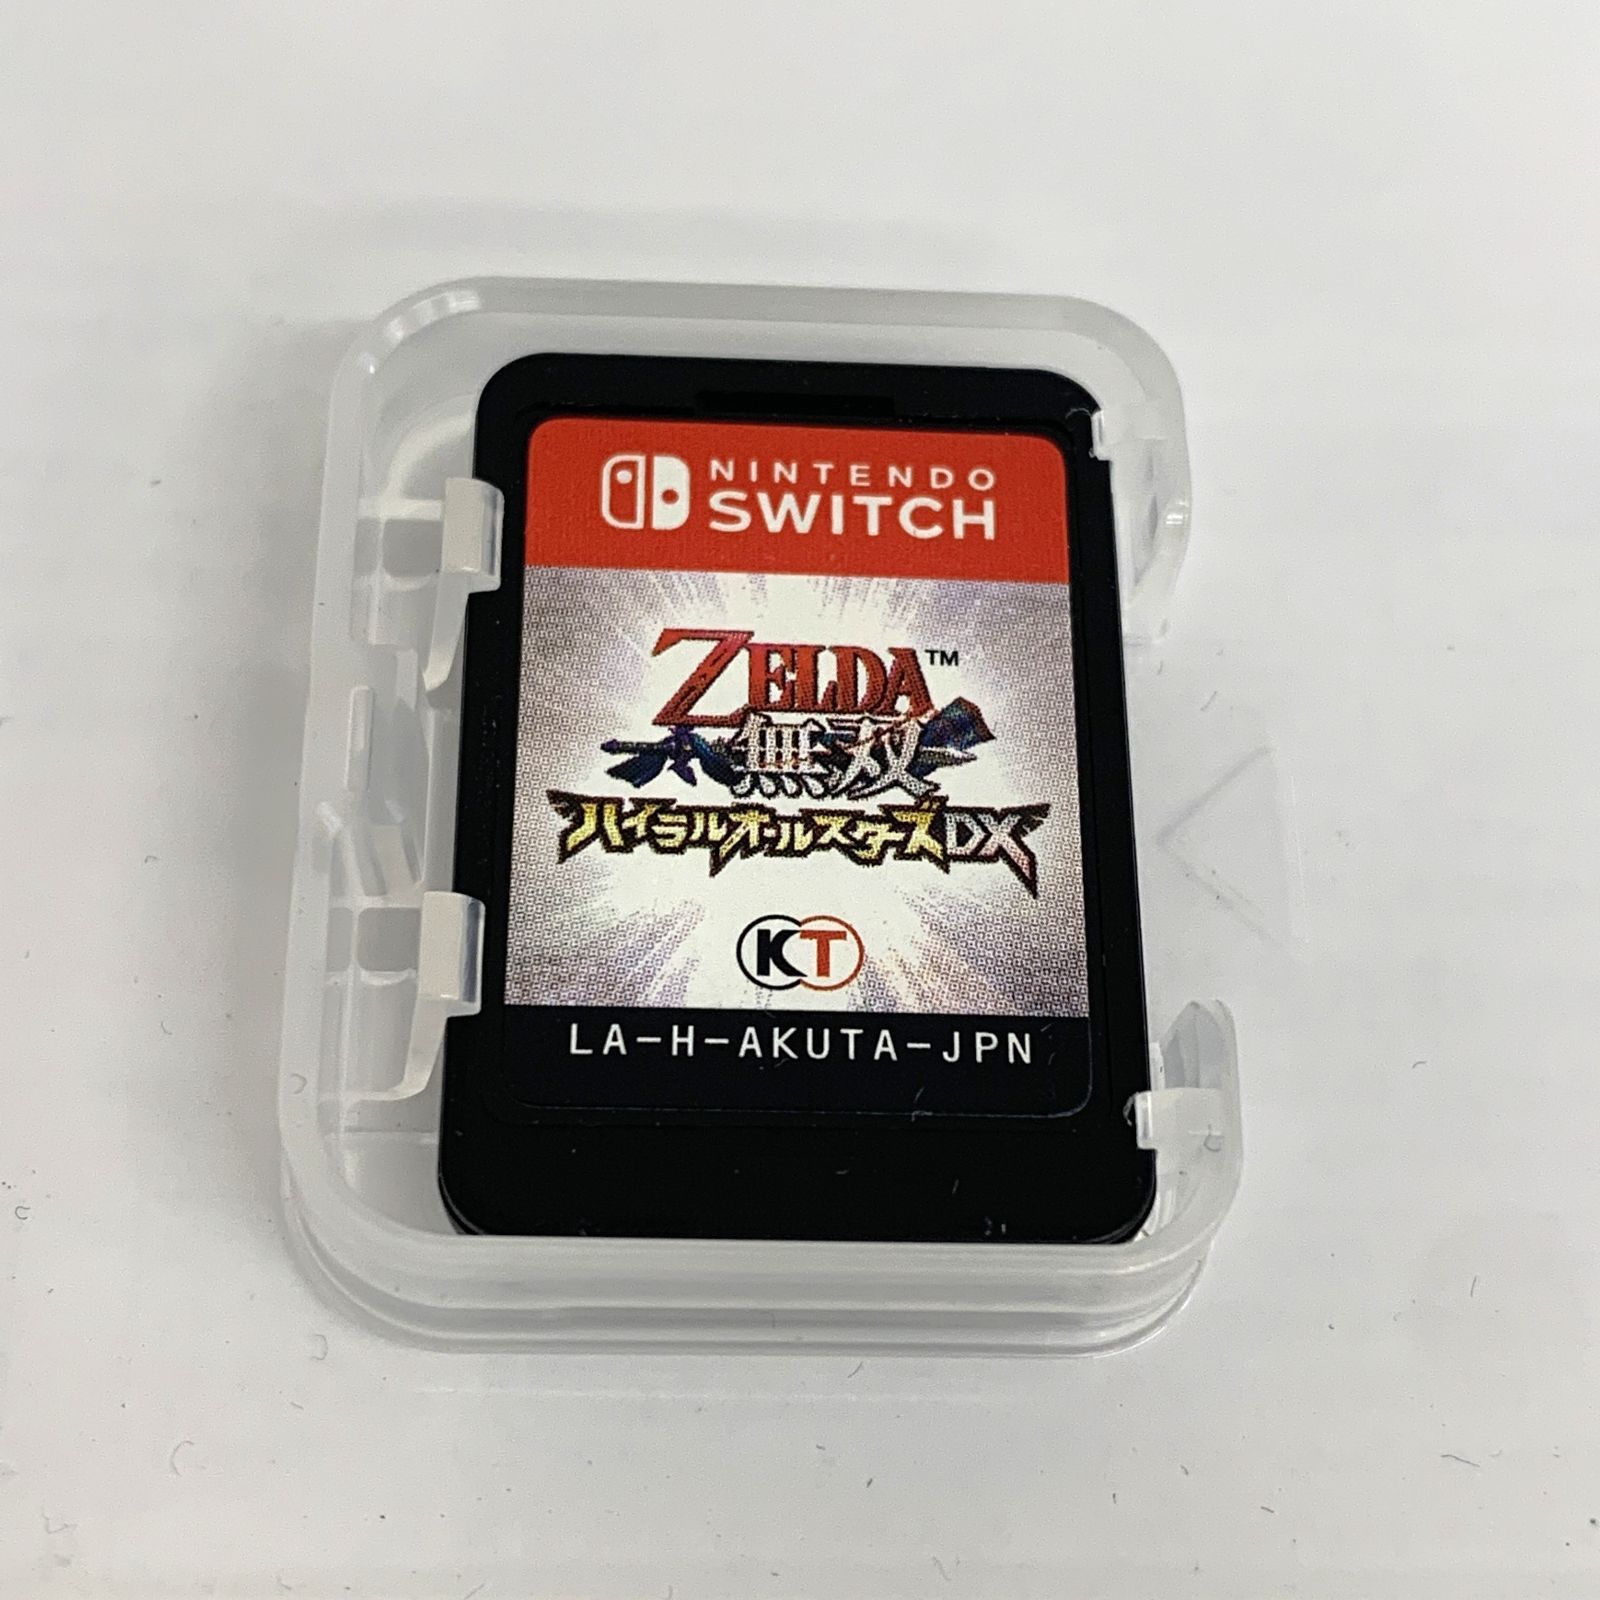 NINTENDO
SWITCH
ZELDA™
無双
ハイラルオールスターズDX
KT
LA-H-AKUTA-JPN